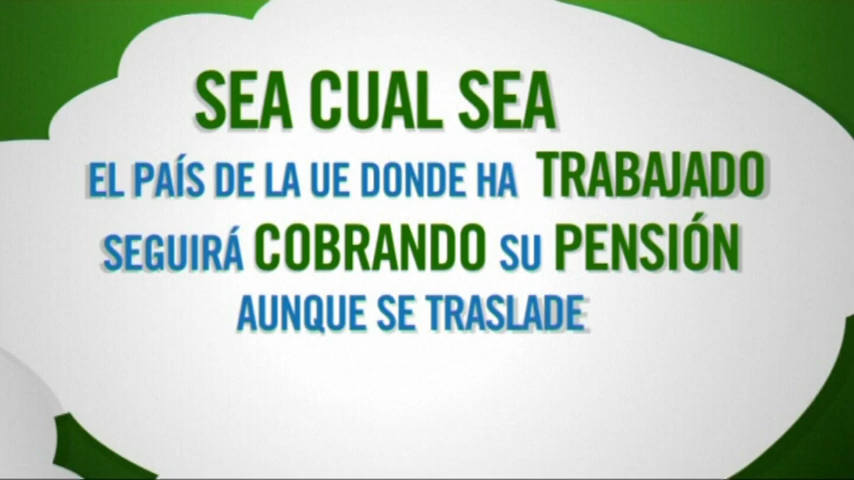 SEA CUAL SEA
EL PAÍS DE LA UE DONDE HA TRABAJADO
SEGUIRÁ COBRANDO SU PENSIÓN
AUNQUE SE TRASLADE